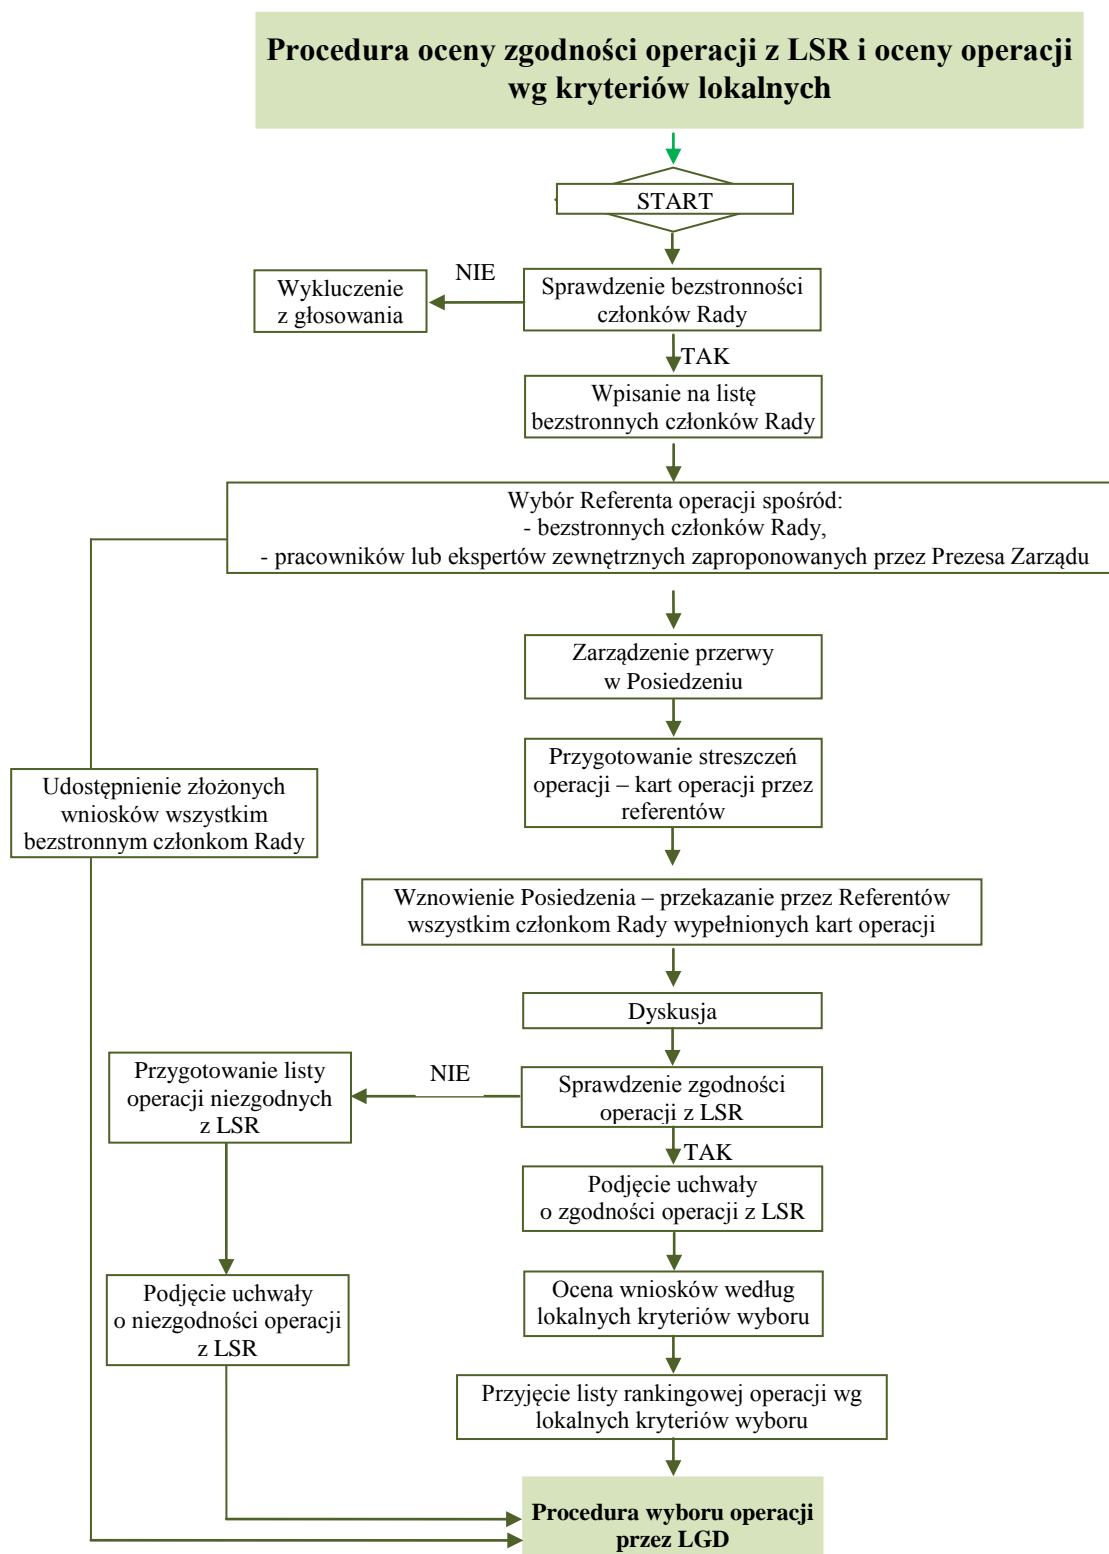 Procedura oceny zgodności operacji z LSR i oceny operacji
wg kryteriów lokalnych
START
NIE
Wykluczenie
z głosowania
Sprawdzenie bezstronności
członków Rady
TAK
Wpisanie na listę
bezstronnych członków Rady
Wybór Referenta operacji spośród:
- bezstronnych członków Rady,
- pracowników lub ekspertów zewnętrznych zaproponowanych przez Prezesa Zarządu
Zarządzenie przerwy
w Posiedzeniu
Przygotowanie streszczeń
operacji – kart operacji przez
referentów
Udostępnienie złożonych
wniosków wszystkim
bezstronnym członkom Rady
Wznowienie Posiedzenia – przekazanie przez Referentów
wszystkim członkom Rady wypełnionych kart operacji
Dyskusja
Przygotowanie listy
operacji niezgodnych
z LSR
NIE
Sprawdzenie zgodności
operacji z LSR
TAK
Podjęcie uchwały
o zgodności operacji z LSR
Podjęcie uchwały
o niezgodności operacji
z LSR
Ocena wniosków według
lokalnych kryteriów wyboru
Przyjęcie listy rankingowej operacji wg
lokalnych kryteriów wyboru
Procedura wyboru operacji
przez LGD